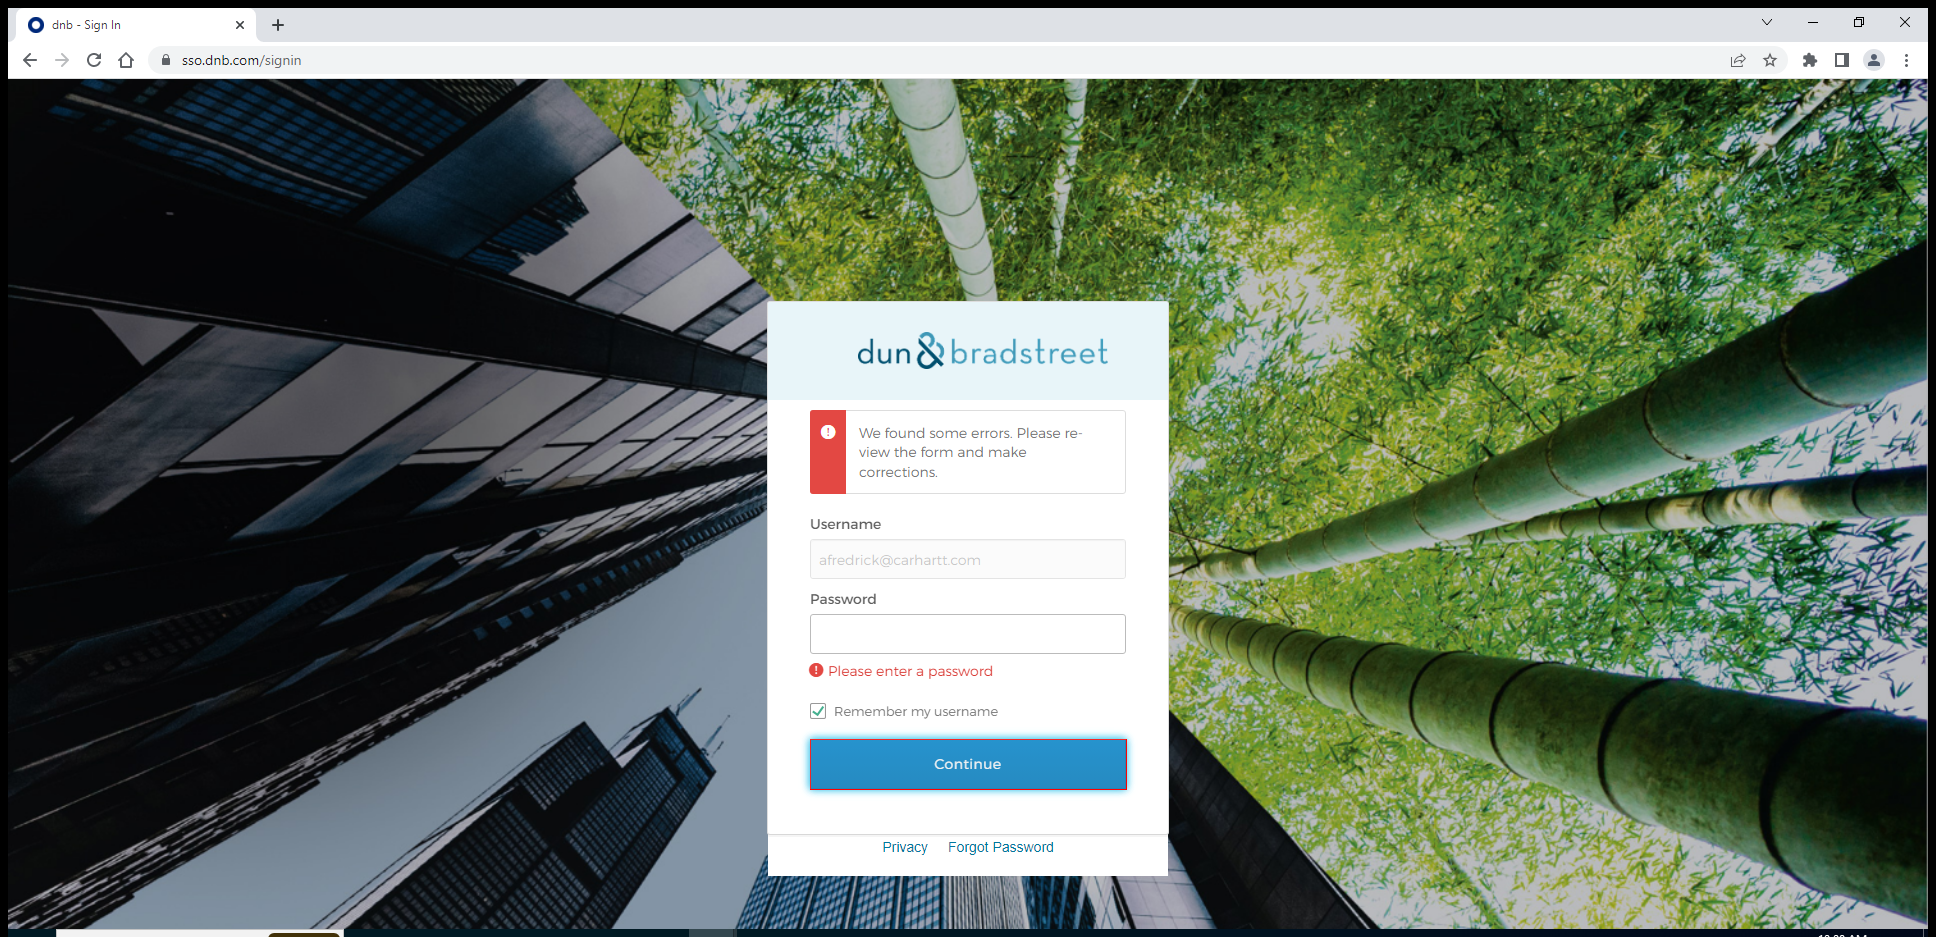 dnb - Sign In
sso.dnb.com/signin
dun & bradstreet
We found some errors. Please re-
view the form and make
corrections.
Username
afredrick@carhartt.com
Password
Please enter a password
Remember my username
Continue
Privacy Forgot Password